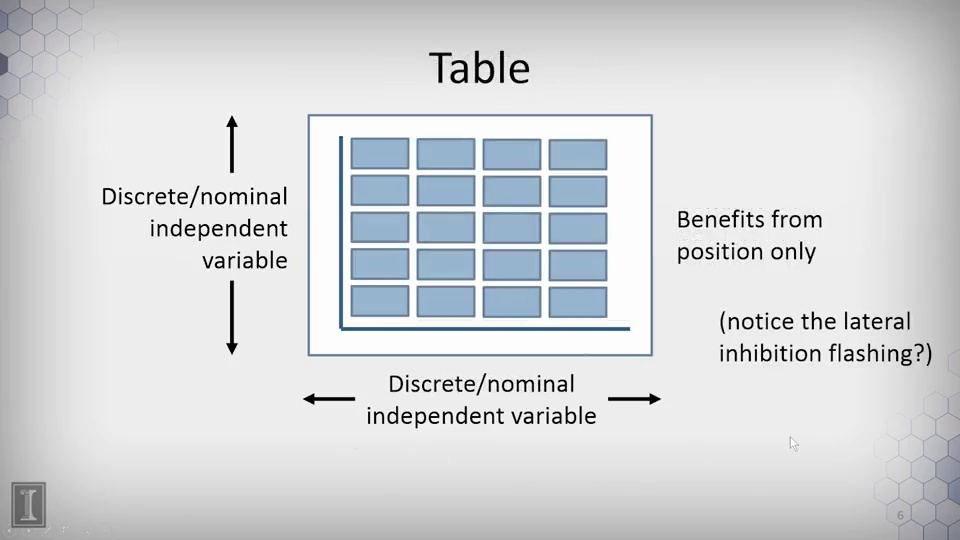 Table
Discrete/nominal
independent
variable
Benefits from
position only
(notice the lateral
inhibition flashing?)
Discrete/nominal
independent variable
I
6